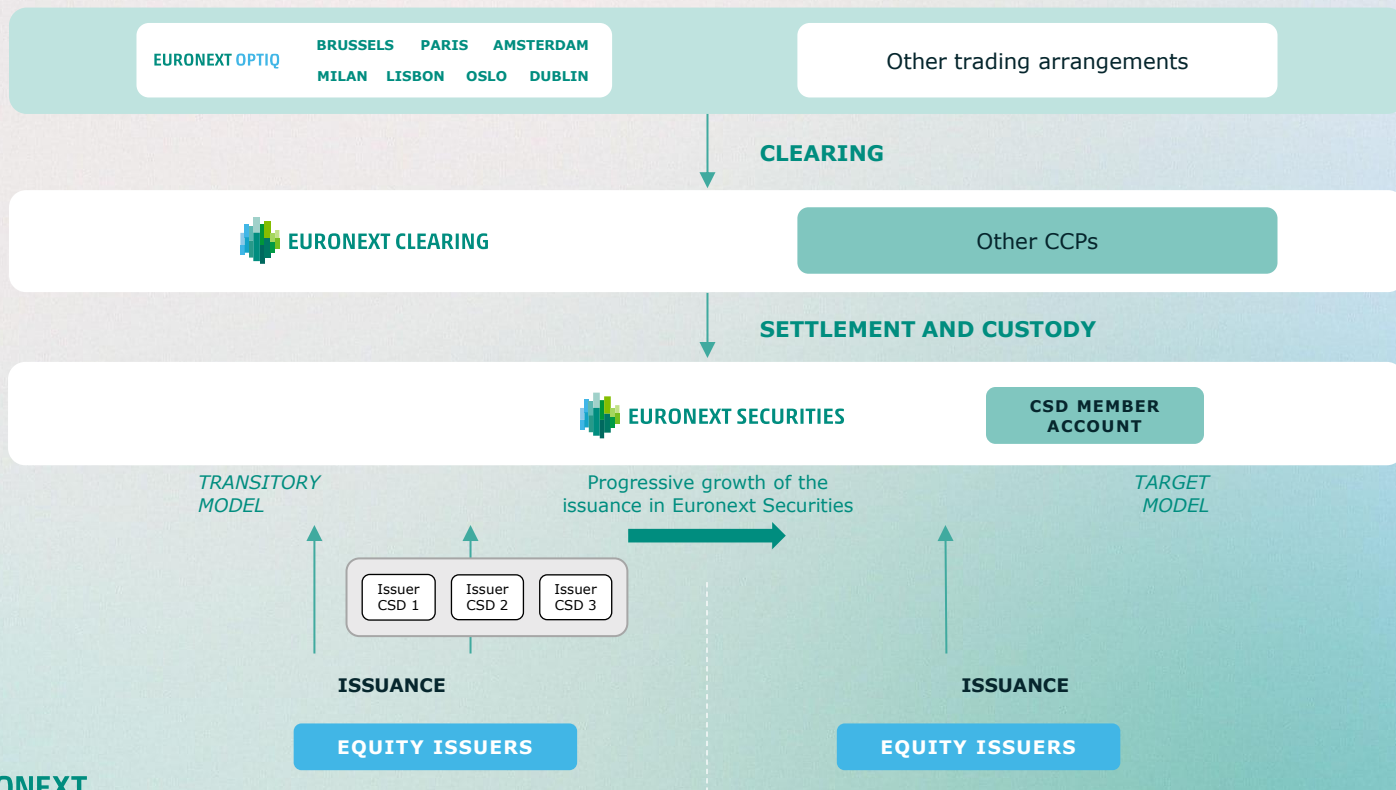 EURONEXT OPTIQ
BRUSSELS PARIS AMSTERDAM
MILAN LISBON OSLO DUBLIN
Other trading arrangements
CLEARING
EURONEXT CLEARING
Other CCPs
SETTLEMENT AND CUSTODY
EURONEXT SECURITIES
CSD MEMBER
ACCOUNT
TRANSITORY
MODEL
Progressive growth of the
issuance in Euronext Securities
TARGET
MODEL
Issuer
CSD 1
Issuer
CSD 2
Issuer
CSD 3
ISSUANCE
ISSUANCE
EQUITY ISSUERS
EQUITY ISSUERS